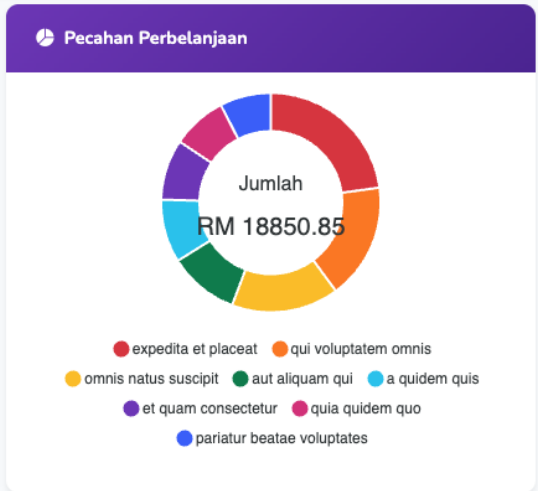 Pecahan Perbelanjaan
Jumlah
RM 18850.85
expedita et placeat qui voluptatem omnis
omnis natus suscipit aut aliquam qui a quidem quis
et quam consectetur quia quidem quo
pariatur beatae voluptates